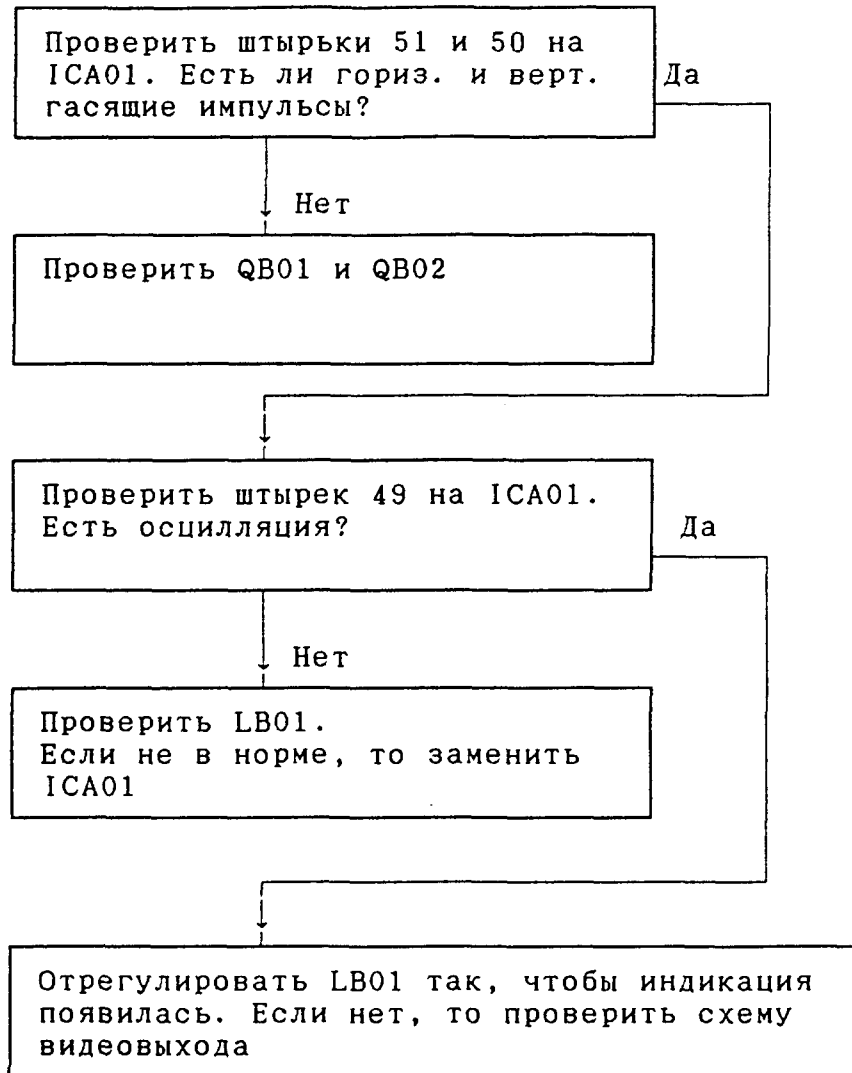 Проверить штырьки 51 и 50 на
ICA01. Есть ли гориз. и верт.
гасящие импульсы?
Да
Нет
Проверить QB01 и QB02
Проверить штырек 49 на ICA01.
Есть осцилляция?
Да
Нет
Проверить LB01.
Если не в норме, то заменить
ICA01
Отрегулировать LB01 так, чтобы индикация
появилась. Если нет, то проверить схему
видеовыхода